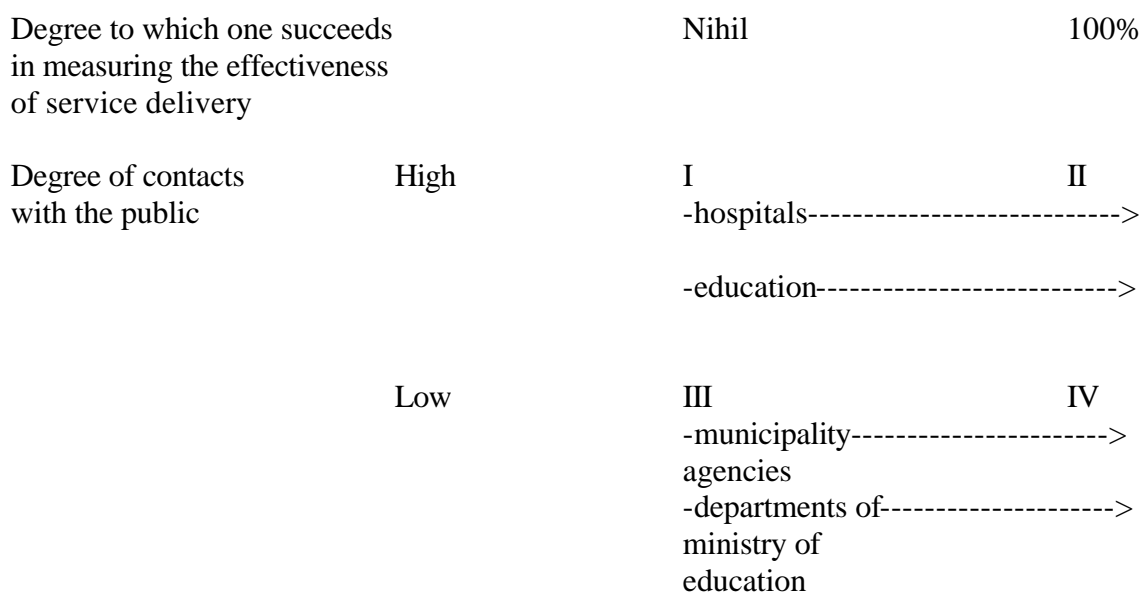 Degree to which one succeeds Nihil 100%
in measuring the effectiveness
of service delivery
Degree of contacts High I II
with the public -hospitals---------------------------->
-education--------------------------->
Low III IV
-municipality----------------------->
agencies
-departments of--------------------->
ministry of
education